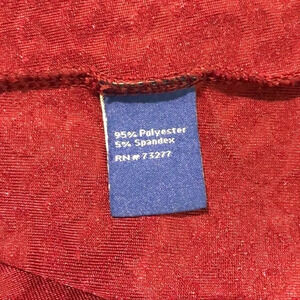 95% Polyester
5% Spandex
RN# 73277